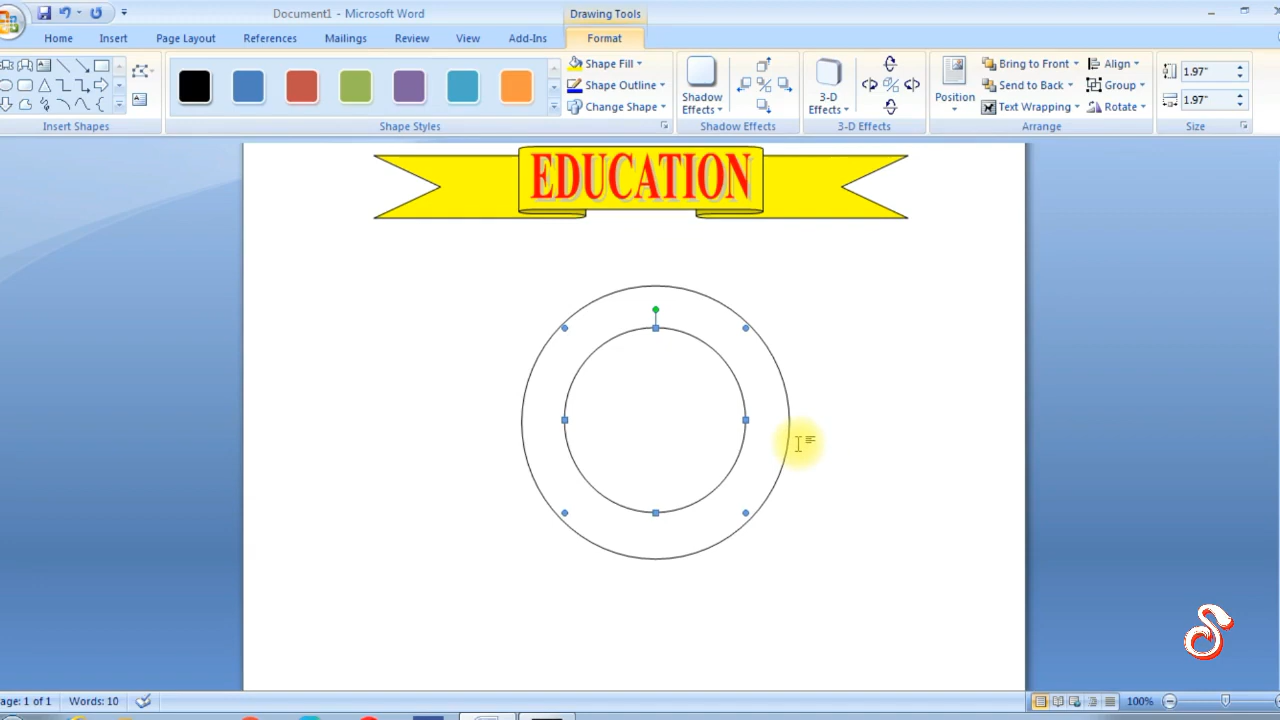 Document1 - Microsoft Word
Drawing Tools
Home Insert Page Layout References Mailings Review View Add-Ins Format
Shape Fill
Shape Outline
Change Shape
Shadow
Effects
3-D
Effects
Position
Bring to Front
Send to Back
Text Wrapping
Align
Group
Rotate
1.97"
1.97"
Insert Shapes Shape Styles Shadow Effects 3-D Effects Arrange Size
EDUCATION
age: 1 of 1 Words: 10 100%